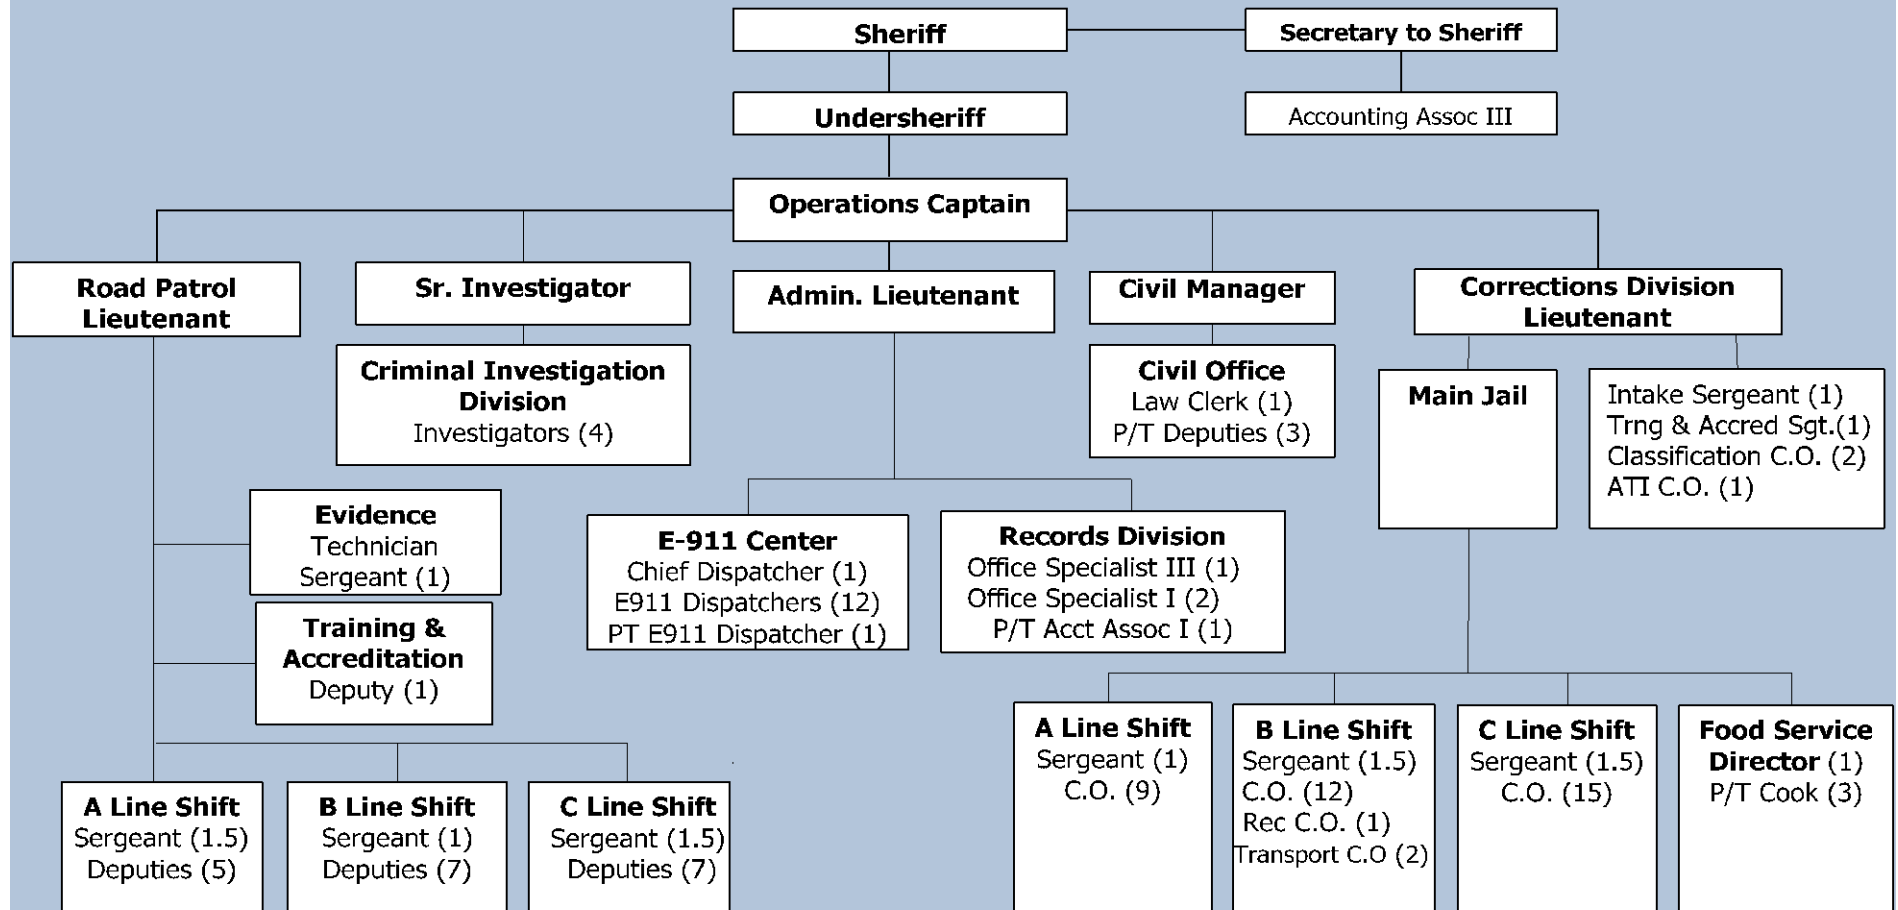 Sheriff
Secretary to Sheriff
Undersheriff
Accounting Assoc III
Operations Captain
Road Patrol
Lieutenant
Sr. Investigator
Admin. Lieutenant
Civil Manager
Corrections Division
Lieutenant
Criminal Investigation
Division
Investigators (4)
Civil Office
Law Clerk (1)
P/T Deputies (3)
Main Jail
Intake Sergeant (1)
Trng & Accred Sgt.(1)
Classification C.O. (2)
ATI C.O. (1)
Evidence
Technician
Sergeant (1)
E-911 Center
Chief Dispatcher (1)
E911 Dispatchers (12)
PT E911 Dispatcher (1)
Records Division
Office Specialist III (1)
Office Specialist I (2)
P/T Acct Assoc I (1)
Training &
Accreditation
Deputy (1)
A Line Shift
Sergeant (1.5)
Deputies (5)
B Line Shift
Sergeant (1)
Deputies (7)
C Line Shift
Sergeant (1.5)
Deputies (7)
A Line Shift
Sergeant (1)
C.O. (9)
B Line Shift
Sergeant (1.5)
C.O. (12)
Rec C.O. (1)
Transport C.O (2)
C Line Shift
Sergeant (1.5)
C.O. (15)
Food Service
Director (1)
P/T Cook (3)